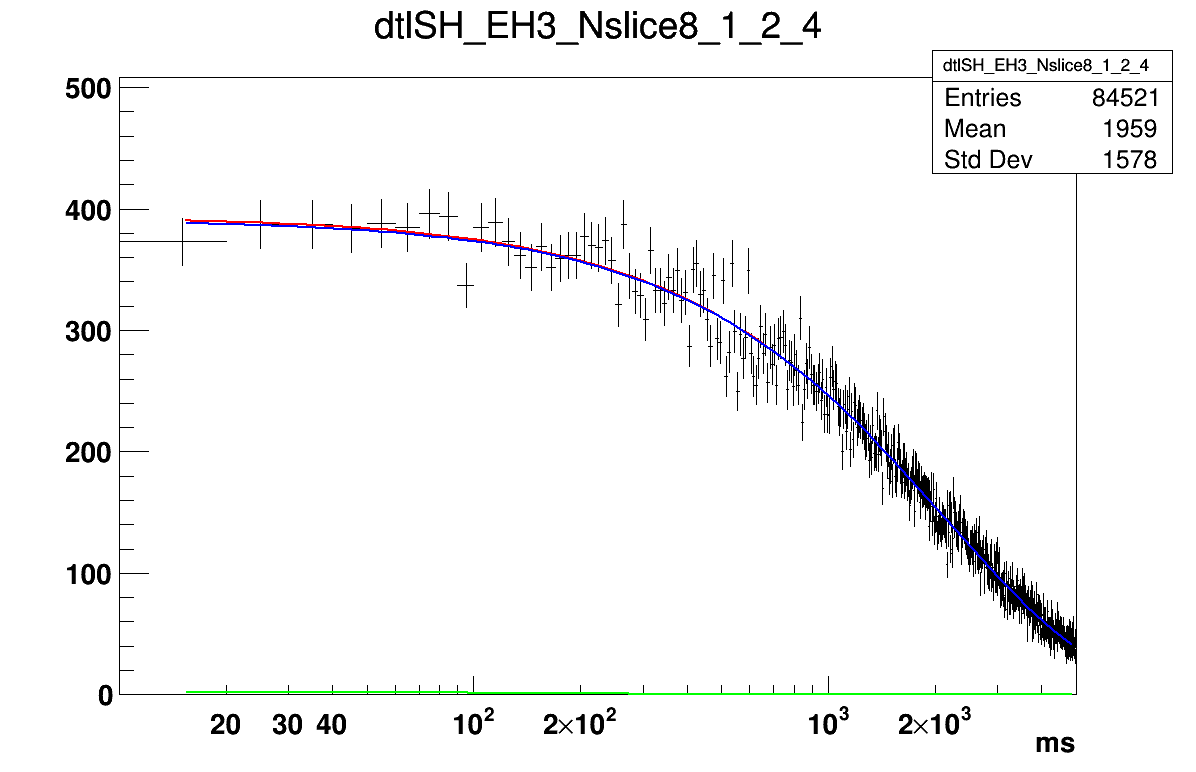 dtISH_EH3_Nslice8_1_2_4
dtISH_EH3_Nslice8_1_2_4
Entries 84521
Mean 1959
Std Dev 1578
500
400
300
200
100
0
20 30 40 10² 2×10² 10³ 2×10³
ms